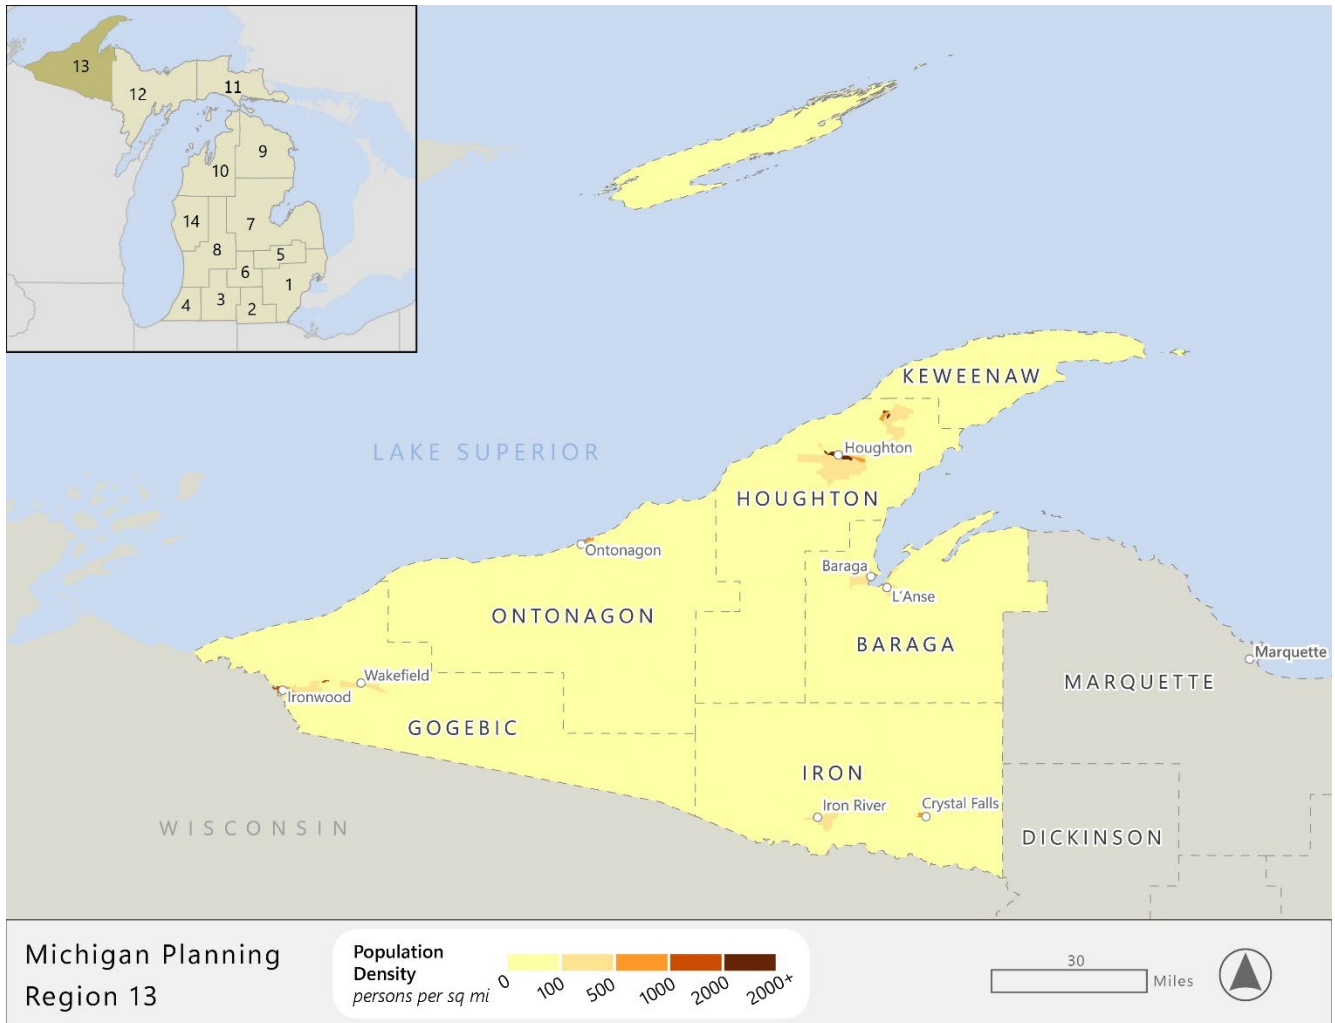 13
12
11
9
10
14
7
8
5
6
1
4
3
2
KEWEENAW
LAKE SUPERIOR
Houghton
HOUGHTON
Ontonagon
Baraga
L'Anse
ONTONAGON
BARAGA
Marquette
Wakefield
MARQUETTE
Ironwood
GOGEBIC
IRON
Iron River
Crystal Falls
WISCONSIN
DICKINSON
Michigan Planning
Region 13
Population
Density
persons per sq mi
0 100 500 1000 2000 2000+
30
Miles